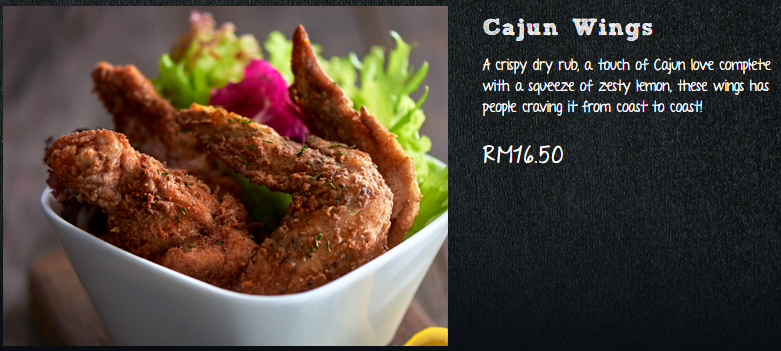 Cajun Wings
A crispy dry rub, a touch of Cajun love complete
with a squeeze of zesty lemon, these wings has
people craving it from coast to coast!
RM16.50